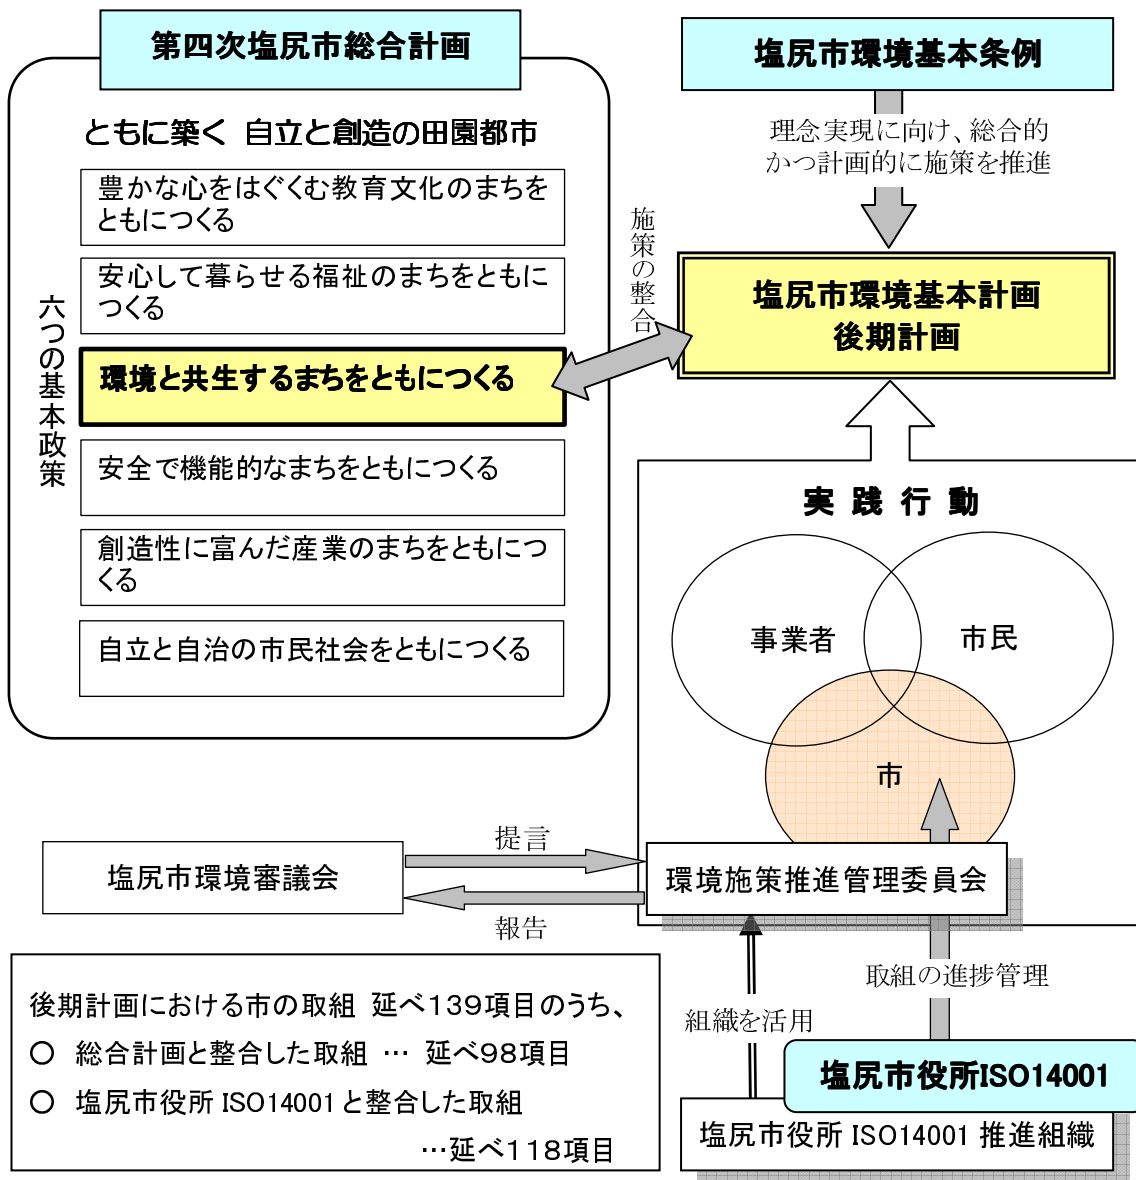 第四次塩尻市総合計画
ともに築く 自立と創造の田園都市
六つの基本政策
豊かな心をはぐくむ教育文化のまちを
ともにつくる
安心して暮らせる福祉のまちをともに
つくる
環境と共生するまちをともにつくる
安全で機能的なまちをともにつくる
創造性に富んだ産業のまちをともにつ
くる
自立と自治の市民社会をともにつくる
塩尻市環境基本条例
理念実現に向け、総合的
かつ計画的に施策を推進
施策の整合
塩尻市環境基本計画
後期計画
実 践 行 動
事業者
市民
市
塩尻市環境審議会
提言
報告
環境施策推進管理委員会
取組の進捗管理
組織を活用
塩尻市役所ISO14001
塩尻市役所 ISO14001 推進組織
後期計画における市の取組 延べ139項目のうち、
○ 総合計画と整合した取組 … 延べ98項目
○ 塩尻市役所 ISO14001 と整合した取組
…延べ118項目